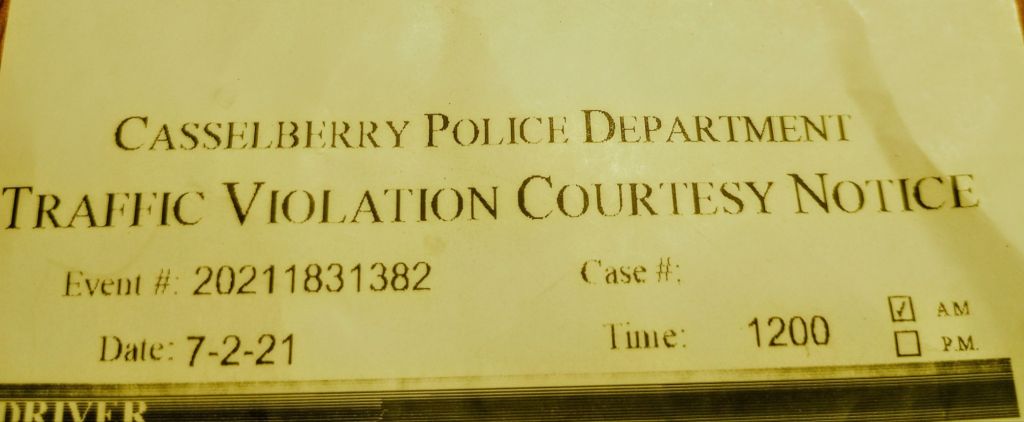 CASSELBERRY POLICE DEPARTMENT
TRAFFIC VIOLATION COURTESY NOTICE
Event #: 20211831382 Case #:
Date: 7-2-21 Time: 1200 ☑ AM
☐ P.M.
DRIVER